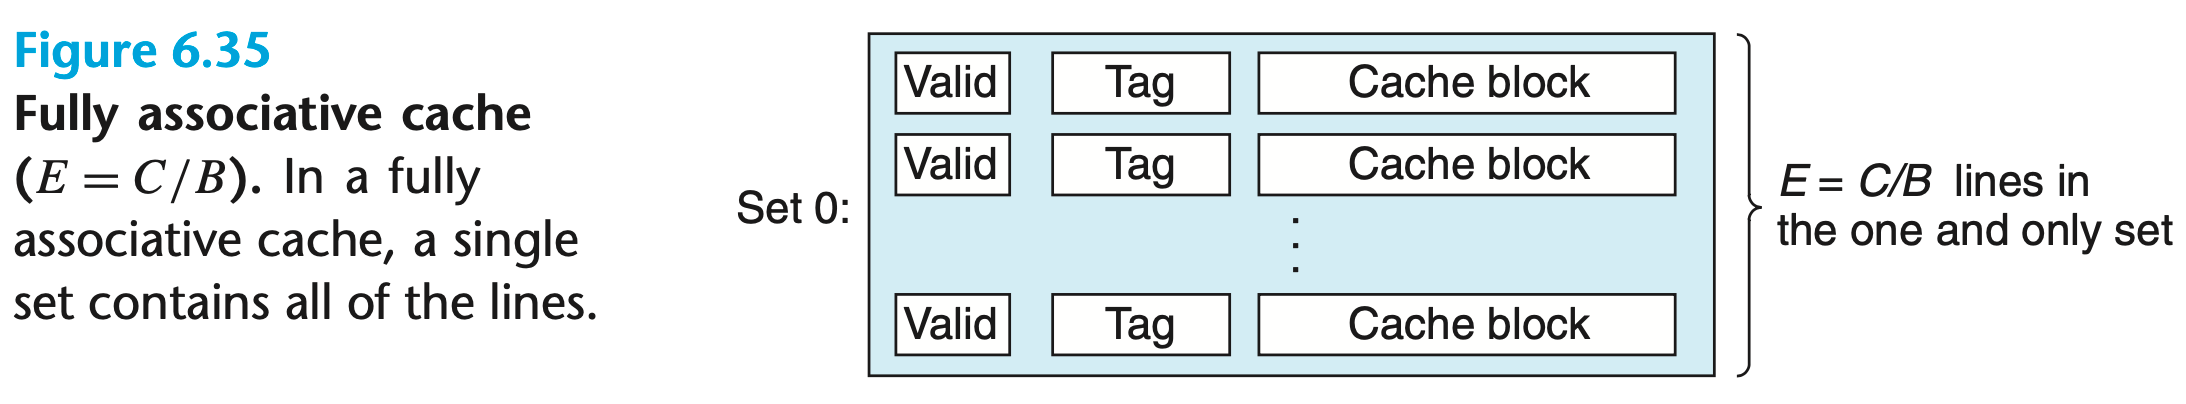 Figure 6.35
Fully associative cache
(E = C/B). In a fully
associative cache, a single
set contains all of the lines.
Set 0:
Valid Tag Cache block
Valid Tag Cache block
.
.
.
Valid Tag Cache block
E = C/B lines in
the one and only set